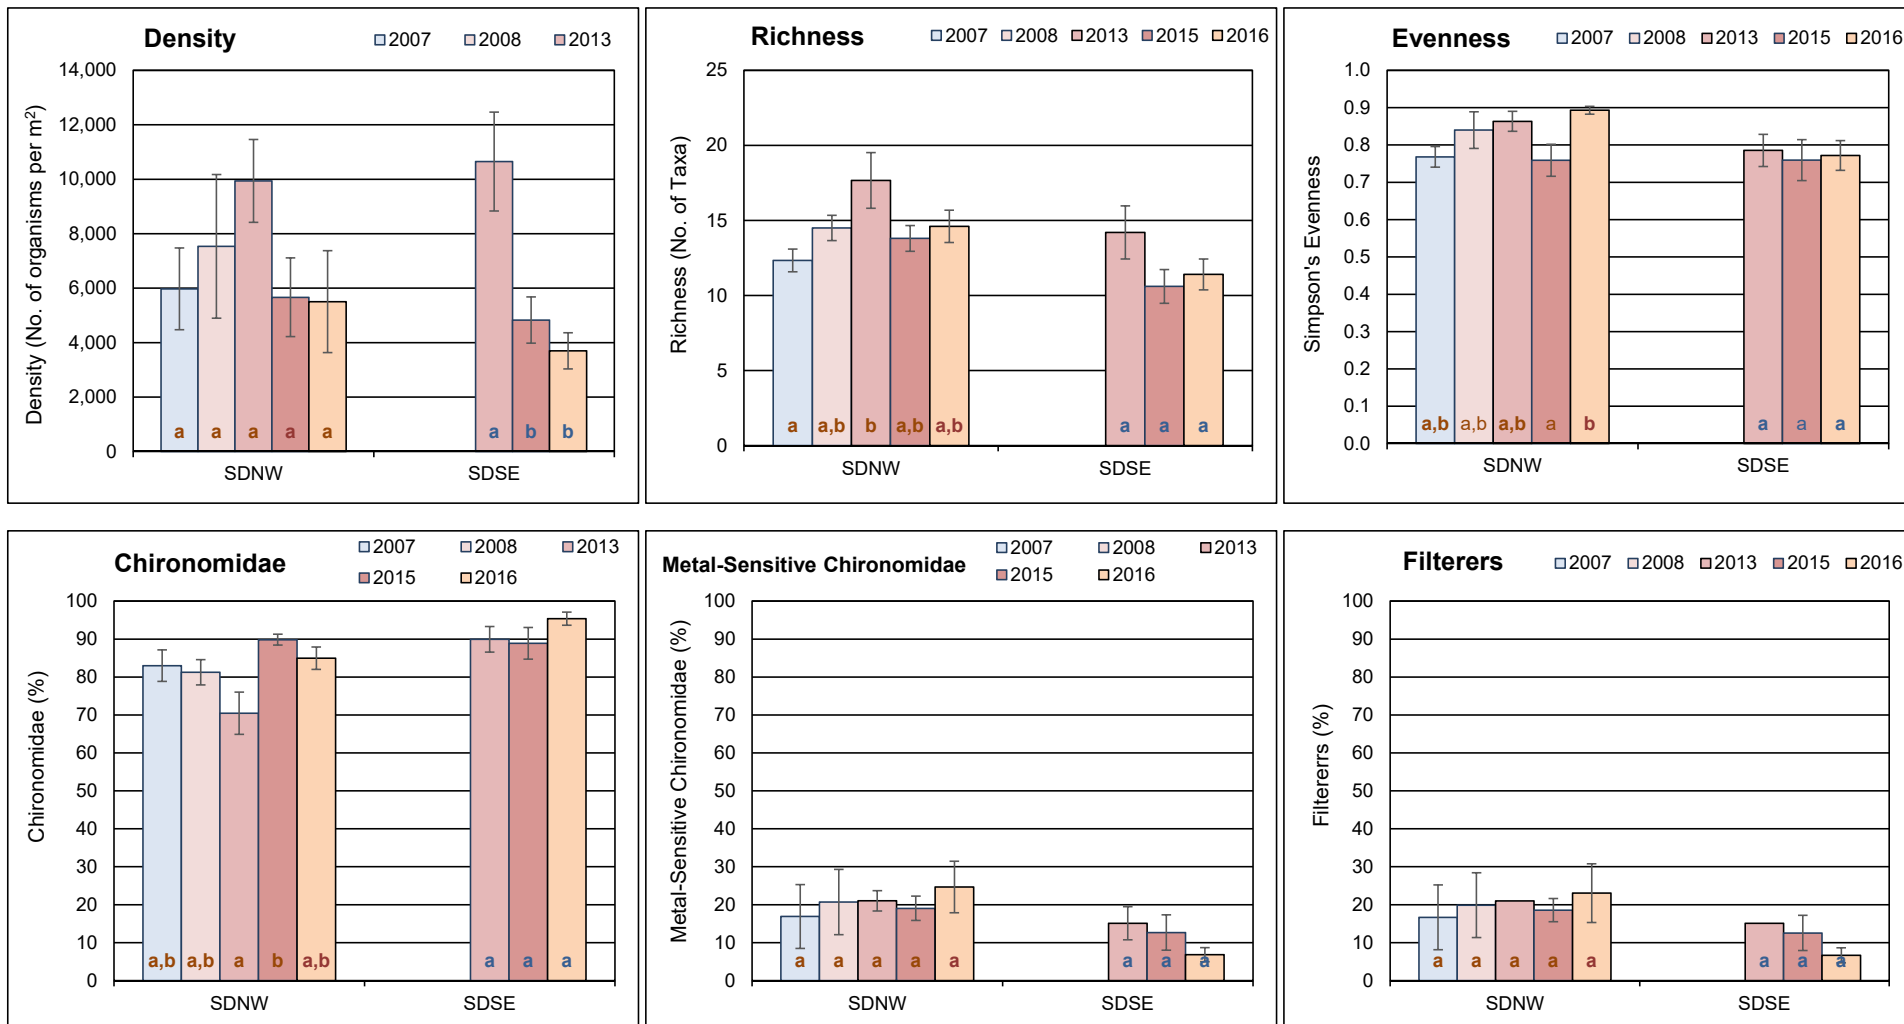 Density
2007 2008 2013
14,000
12,000
10,000
8,000
6,000
4,000
2,000
0
Density (No. of organisms per m²)
a a a a a
a b b
SDNW SDSE
Richness
2007 2008 2013 2015 2016
25
20
15
10
5
0
Richness (No. of Taxa)
a a,b b a,b a,b
a a a
SDNW SDSE
Evenness
2007 2008 2013 2015 2016
1.0
0.9
0.8
0.7
0.6
0.5
0.4
0.3
0.2
0.1
0.0
Simpson's Evenness
a,b a,b a,b a b
a a a
SDNW SDSE
Chironomidae
2007 2008 2013
2015 2016
100
90
80
70
60
50
40
30
20
10
0
Chironomidae (%)
a,b a,b a b a,b
a a a
SDNW SDSE
Metal-Sensitive Chironomidae
2007 2008 2013
2015 2016
100
90
80
70
60
50
40
30
20
10
0
Metal-Sensitive Chironomidae (%)
a a a a a
a a a
SDNW SDSE
Filterers
2007 2008 2013 2015 2016
100
90
80
70
60
50
40
30
20
10
0
Filtererrs (%)
a a a a a
a a a
SDNW SDSE